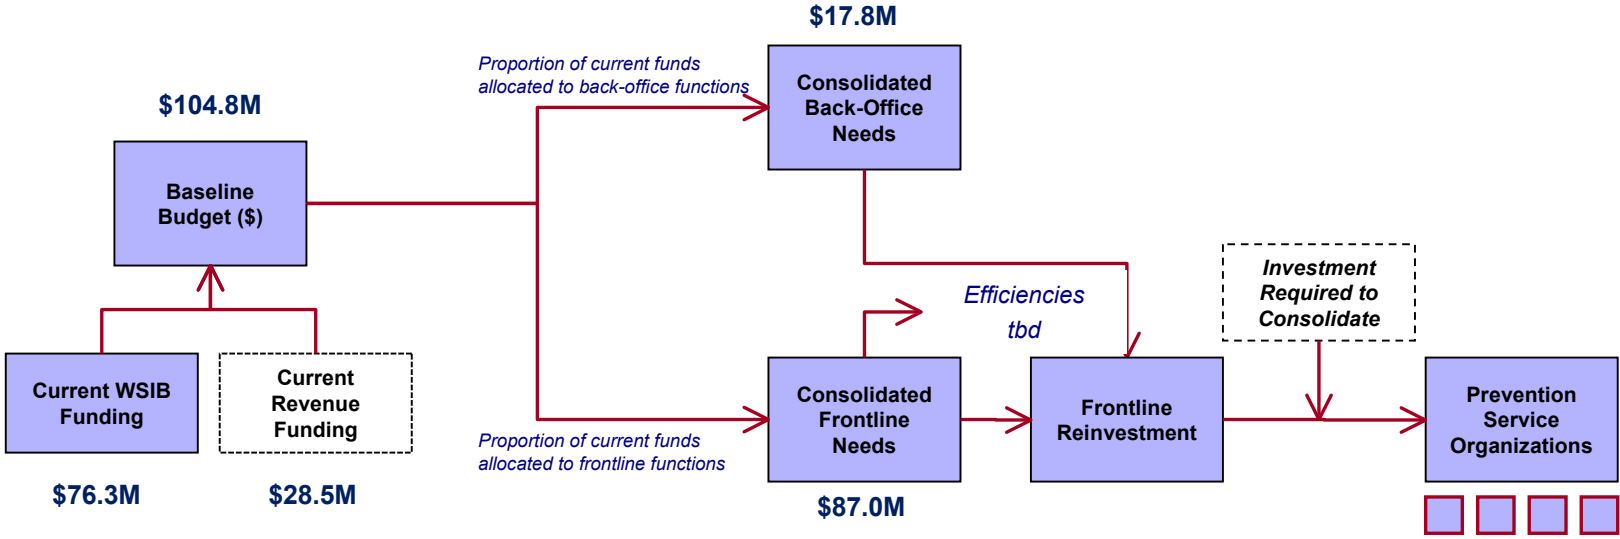 $17.8M
Proportion of current funds
allocated to back-office functions
Consolidated
Back-Office
Needs
$104.8M
Baseline
Budget ($)
Investment
Required to
Consolidate
Efficiencies
tbd
Current WSIB
Funding
Current
Revenue
Funding
Consolidated
Frontline
Needs
Frontline
Reinvestment
Prevention
Service
Organizations
Proportion of current funds
allocated to frontline functions
$76.3M
$28.5M
$87.0M